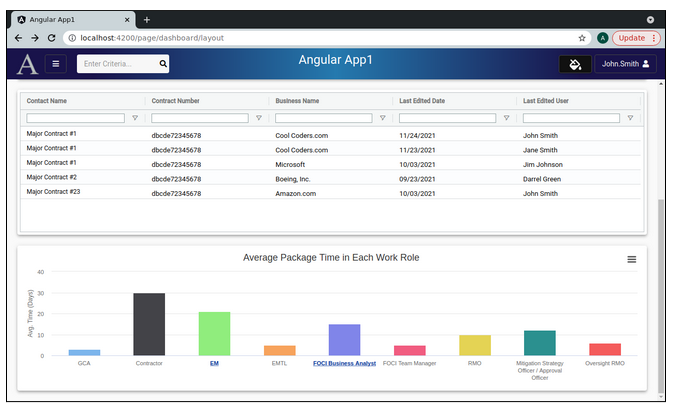 Angular App1
localhost:4200/page/dashboard/layout
A
Update
A
Enter Criteria...
Angular App1
John.Smith
Contact Name Contract Number Business Name Last Edited Date Last Edited User
Major Contract #1 dbcde72345678 Cool Coders.com 11/24/2021 John Smith
Major Contract #1 dbcde72345678 Cool Coders.com 11/23/2021 Jane Smith
Major Contract #1 dbcde72345678 Microsoft 10/03/2021 Jim Johnson
Major Contract #2 dbcde72345678 Boeing, Inc. 09/23/2021 Darrel Green
Major Contract #23 dbcde72345678 Amazon.com 10/03/2021 John Smith
Average Package Time in Each Work Role
Avg. Time (Days)
40
30
20
10
0
GCA Contractor EM EMTL FOCI Business Analyst FOCI Team Manager RMO Mitigation Strategy Oversight RMO
Officer / Approval
Officer